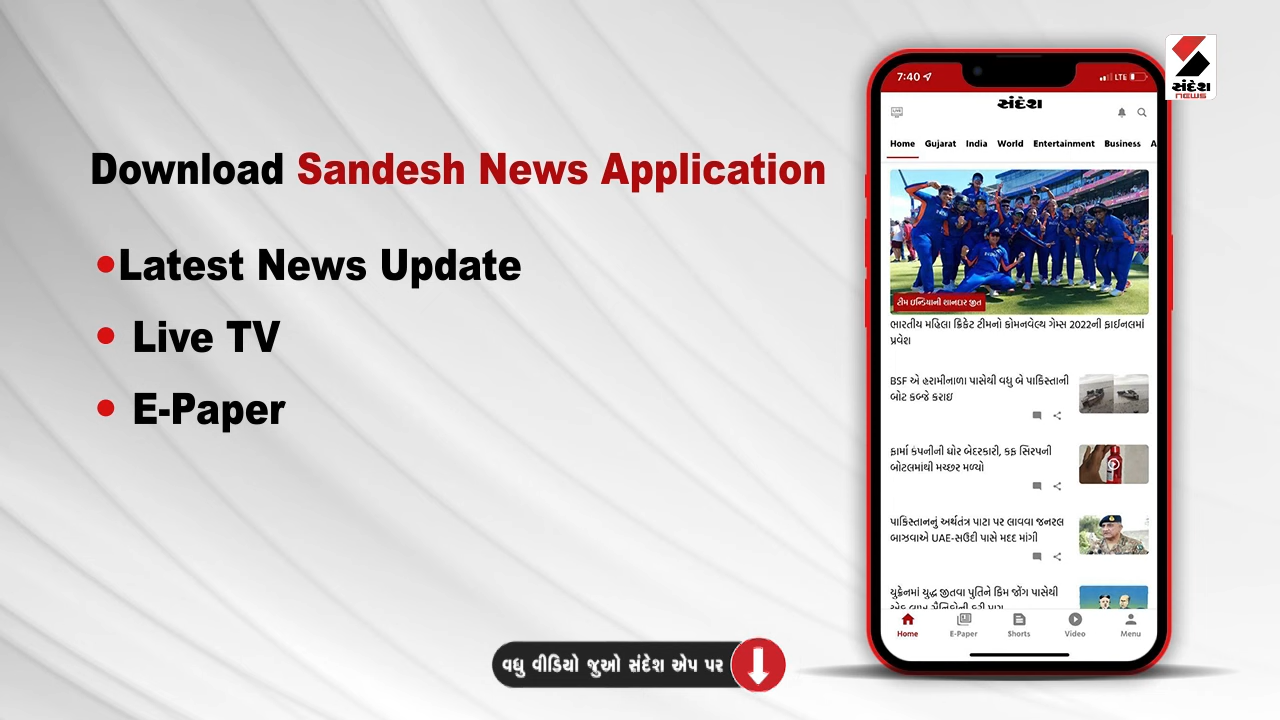 Download Sandesh News Application
•Latest News Update
• Live TV
• E-Paper
વધુ વીડિયો જુઓ સંદેશ એપ પર
સંદેશ
news
7:40
LTE
LIVE
સંદેશ
Home Gujarat India World Entertainment Business A
ટીમ ઇન્ડિયાની શાનદાર જીત
ભારતીય મહિલા ક્રિકેટ ટીમનો કોમનવેલ્થ ગેમ્સ 2022ની ફાઈનલમાં
પ્રવેશ
BSF એ હરામીનાળા પાસેથી વધુ બે પાકિસ્તાની
બોટ કબ્જે કરાઇ
ફાર્મા કંપનીની ઘોર બેદરકારી, કફ સિરપની
બોટલમાંથી મચ્છર મળ્યો
પાકિસ્તાનનું અર્થતંત્ર પાટા પર લાવવા જનરલ
બાઝવાએ UAE-સઉદી પાસે મદદ માંગી
યુક્રેનમાં યુદ્ધ જીતવા પુતિને કિમ જોંગ પાસેથી
Home E-Paper Shorts Video Menu